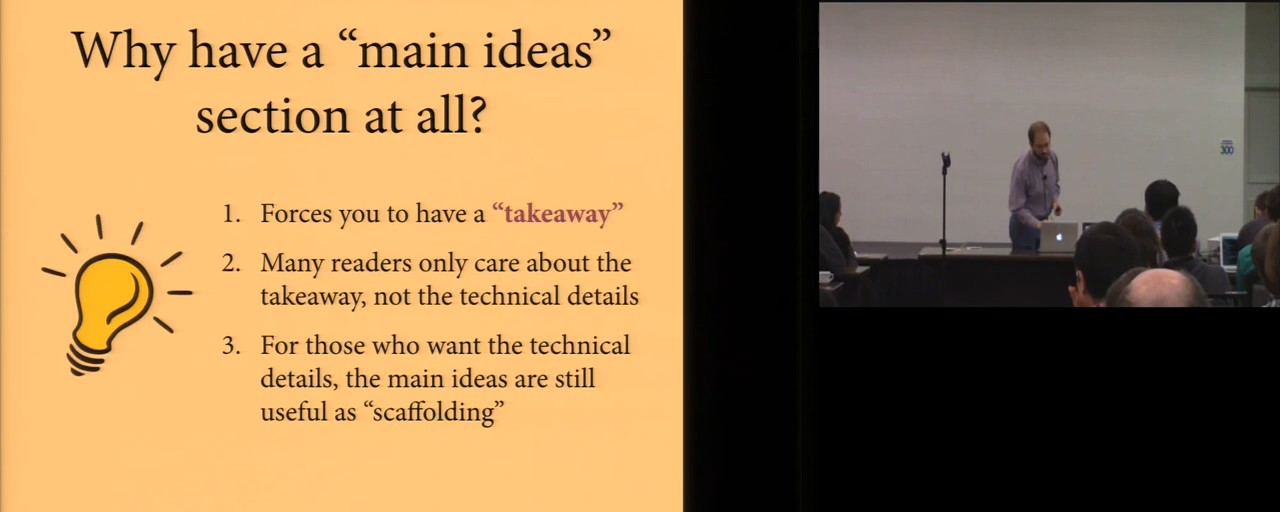 Why have a “main ideas”
section at all?
1. Forces you to have a “takeaway”
2. Many readers only care about the
takeaway, not the technical details
3. For those who want the technical
details, the main ideas are still
useful as “scaffolding”
300